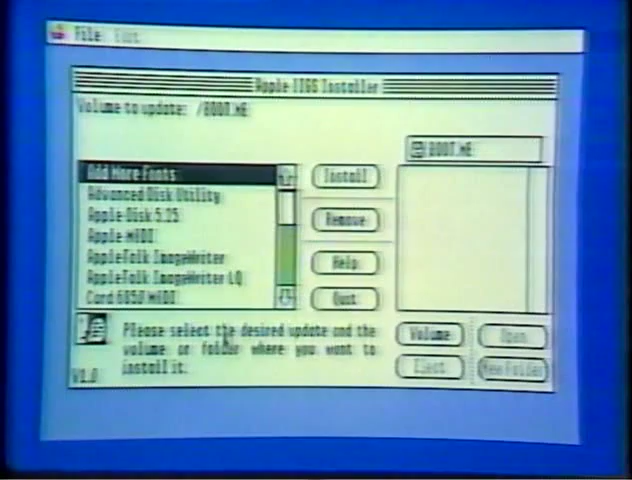 File Edit
Apple IIGS Installer
Volume to update: /BOOT.ME
BOOT.ME
Add More Fonts
Advanced Disk Utility
Apple Disk 5.25
Apple MIDI
AppleTalk ImageWriter
AppleTalk ImageWriter LQ
Card 6850 MIDI
Install
Remove
Help
Quit
Please select the desired update and the
volume or folder where you want to
install it.
V1.0
Volume
Open
Eject
New Folder